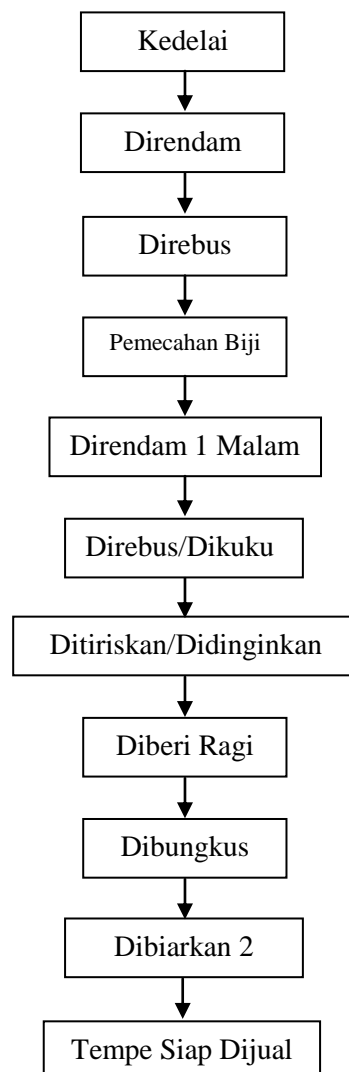 Kedelai
Direndam
Direbus
Pemecahan Biji
Direndam 1 Malam
Direbus/Dikuku
Ditiriskan/Didinginkan
Diberi Ragi
Dibungkus
Dibiarkan 2
Tempe Siap Dijual